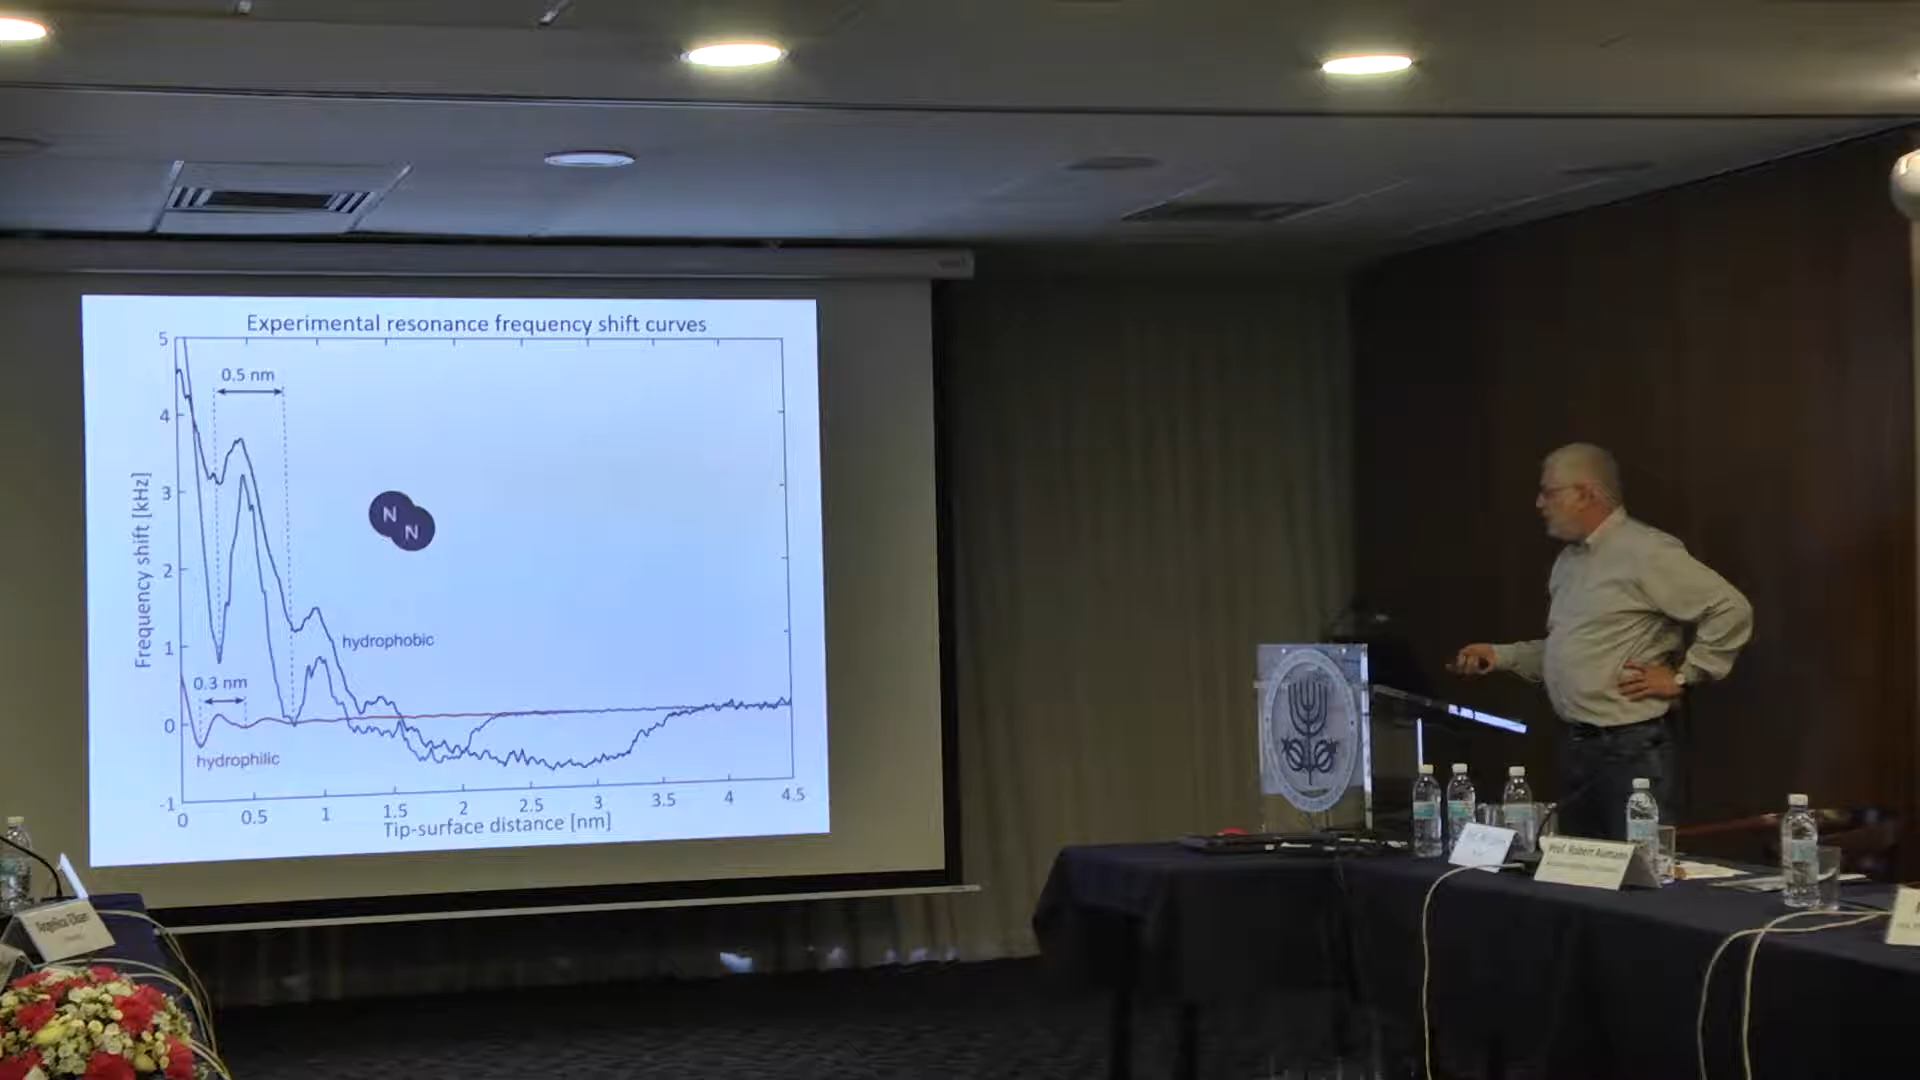 Experimental resonance frequency shift curves
5
4
3
2
1
0
-1
Frequency shift [kHz]
0.5 nm
N
N
hydrophobic
0.3 nm
hydrophilic
0 0.5 1 1.5 2 2.5 3 3.5 4 4.5
Tip-surface distance [nm]
Prof. Robert Aumann
Angelica Elkan